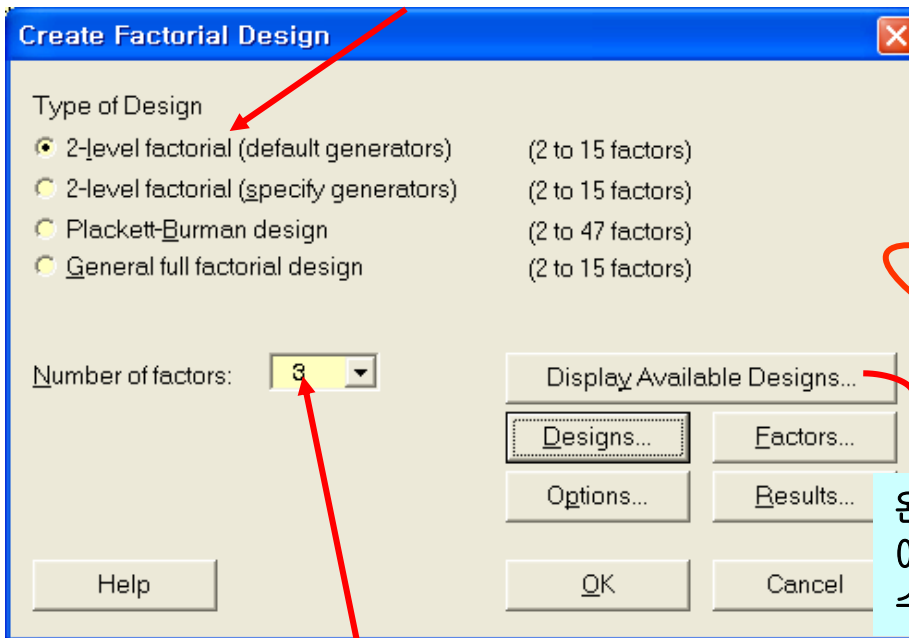 Create Factorial Design
Type of Design
2-level factorial (default generators) (2 to 15 factors)
2-level factorial (specify generators) (2 to 15 factors)
Plackett-Burman design (2 to 47 factors)
General full factorial design (2 to 15 factors)
Number of factors: 3 Display Available Designs...
Designs... Factors...
Options... Results...
Help OK Cancel